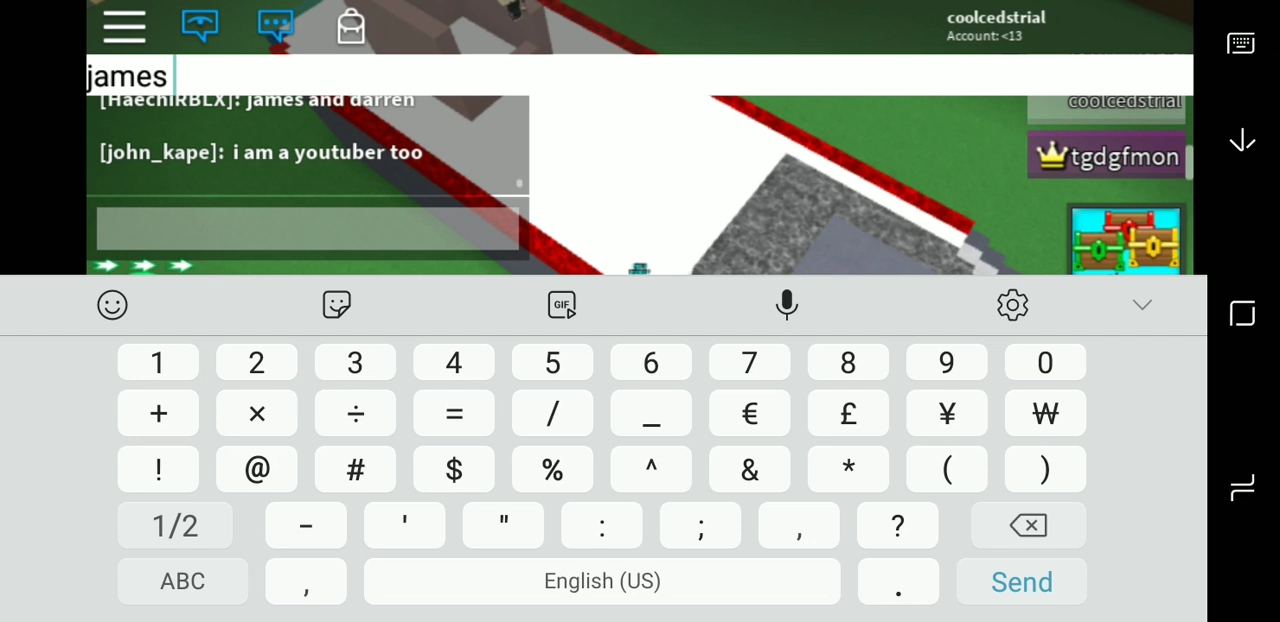 coolcedstrial
Account: <13
james
[HaechiRBLX]: james and darren
coolcedstrial
[john_kape]: i am a youtuber too
tgdgfmon
GIF
1 2 3 4 5 6 7 8 9 0
+ × ÷ = / _ € £ ¥ ₩
! @ # $ % ^ & * ( )
1/2 - ' " : ; , ?
ABC , English (US) . Send